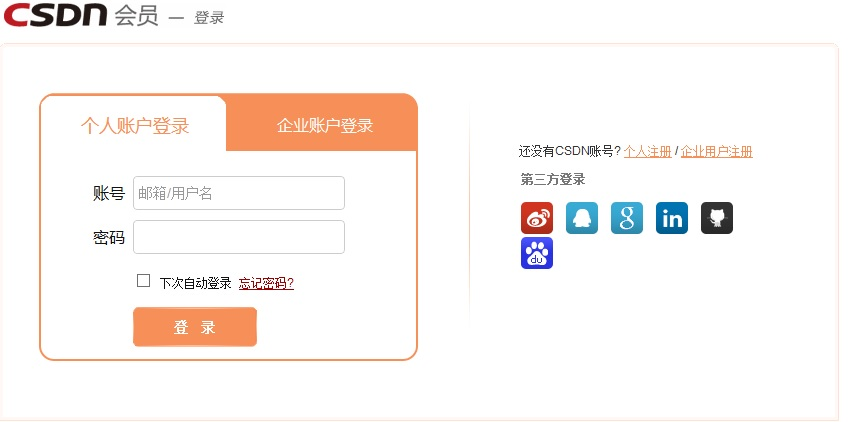 CSDN 会员 — 登录
个人账户登录 企业账户登录
账号 邮箱/用户名
密码
下次自动登录 忘记密码?
登 录
还没有CSDN账号? 个人注册 / 企业用户注册
第三方登录
g in
du